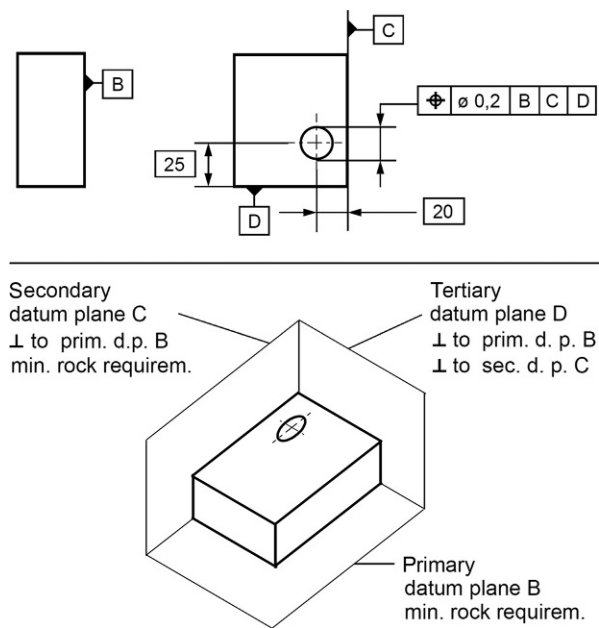 C
B
⌖ ø 0,2 B C D
25
D
20
Secondary
datum plane C
⊥ to prim. d.p. B
min. rock requirem.
Tertiary
datum plane D
⊥ to prim. d. p. B
⊥ to sec. d. p. C
Primary
datum plane B
min. rock requirem.